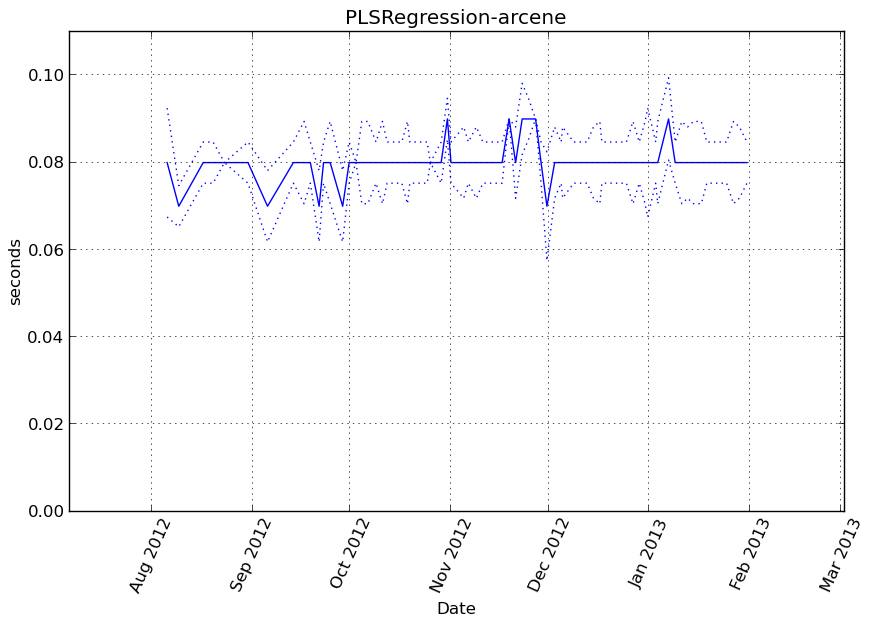 PLSRegression-arcene
0.10
0.08
0.06
0.04
0.02
0.00
seconds
Aug 2012
Sep 2012
Oct 2012
Nov 2012
Dec 2012
Jan 2013
Feb 2013
Mar 2013
Date